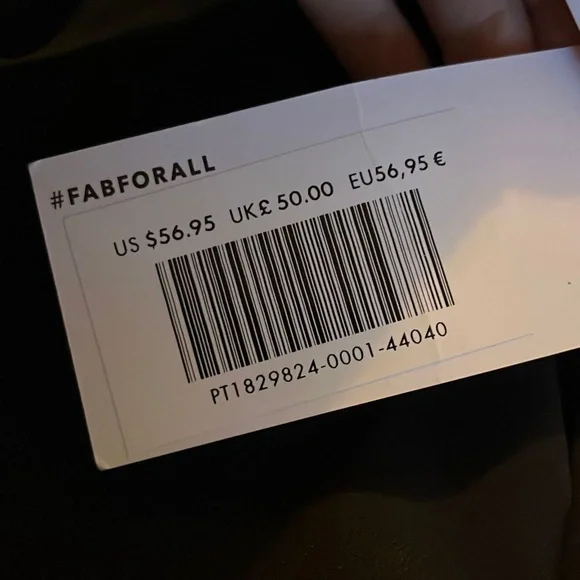 #FABFORALL
US $56.95 UK£ 50.00 EU56,95 €
PT1829824-0001-44040